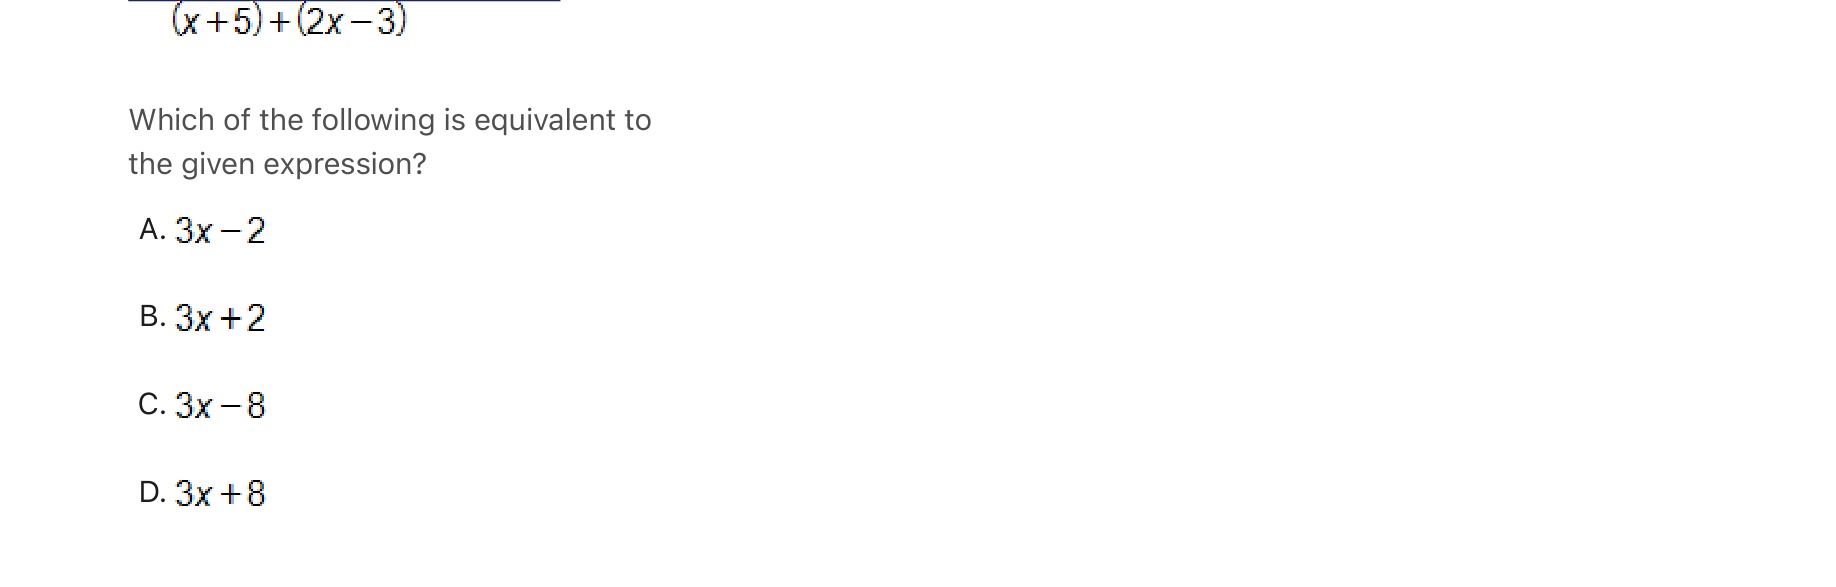 (x+5)+(2x−3)
Which of the following is equivalent to
the given expression?
A. 3x−2
B. 3x+2
C. 3x−8
D. 3x+8